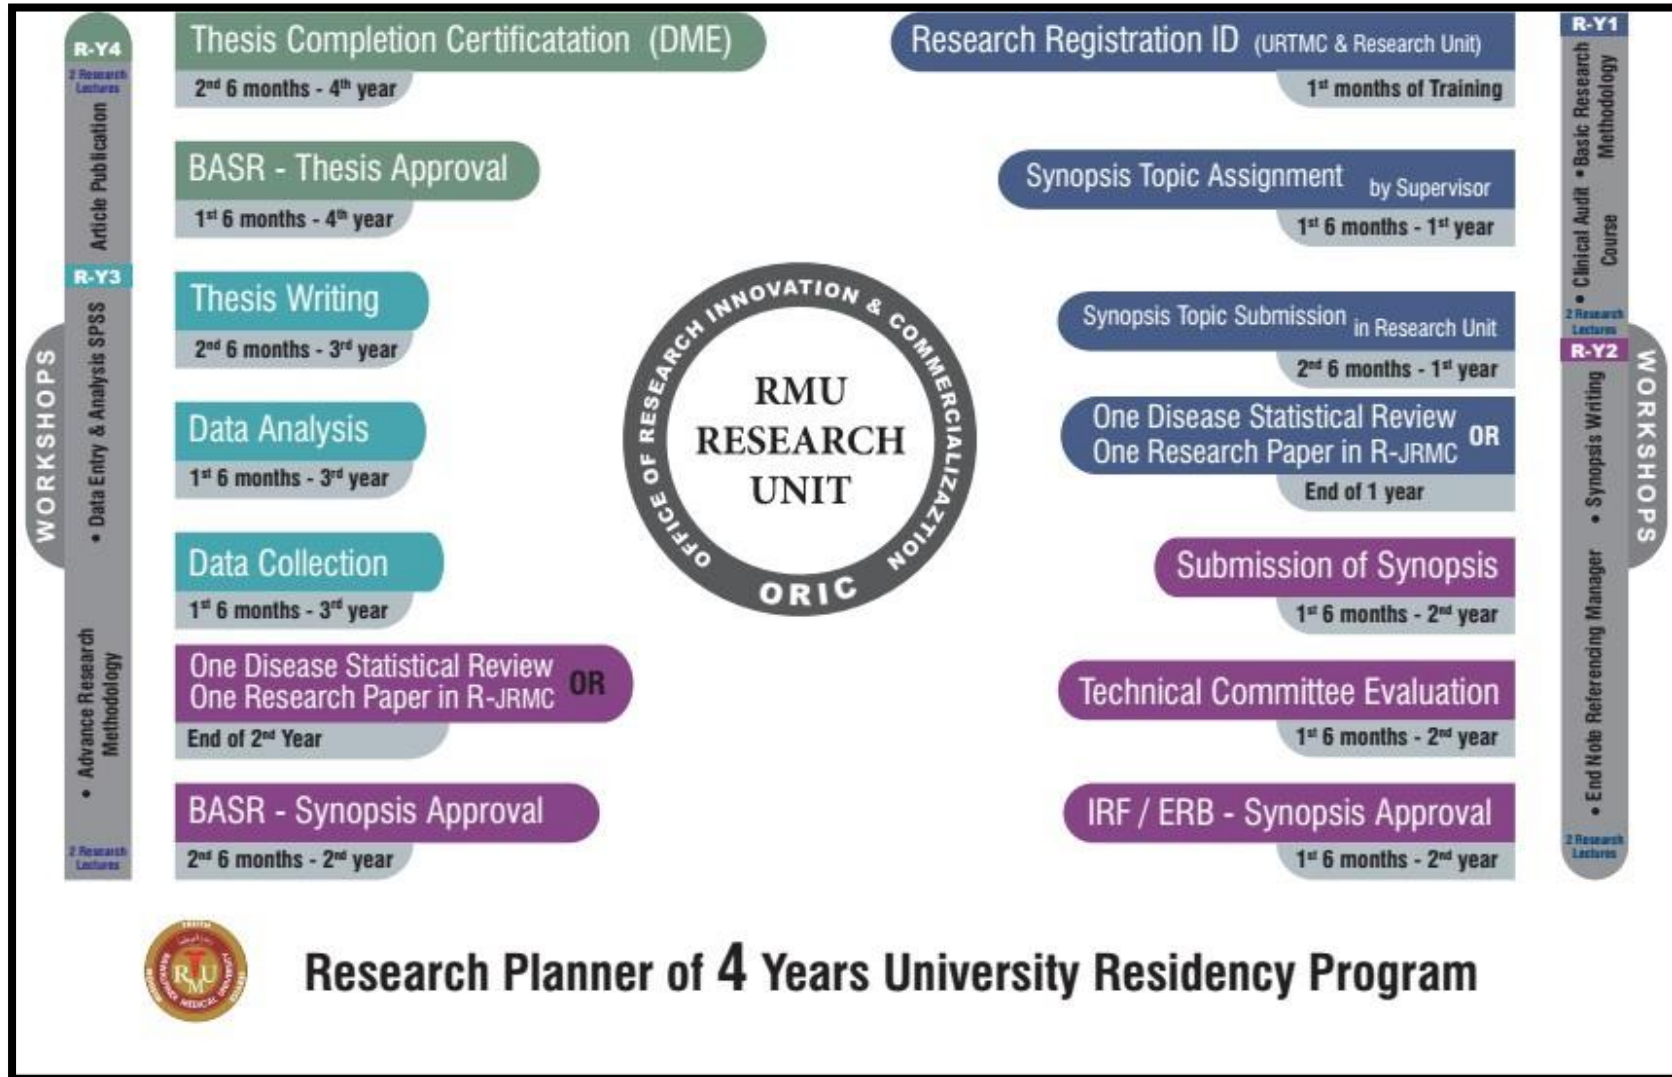 R-Y4
2 Research
Lectures
Article Publication
R-Y3
• Data Entry & Analysis SPSS
• Advance Research
Methodology
2 Research
Lectures
WORKSHOPS
Thesis Completion Certificatation (DME)
2nd 6 months - 4th year
BASR - Thesis Approval
1st 6 months - 4th year
Thesis Writing
2nd 6 months - 3rd year
Data Analysis
1st 6 months - 3rd year
Data Collection
1st 6 months - 3rd year
One Disease Statistical Review
One Research Paper in R-JRMC OR
End of 2nd Year
BASR - Synopsis Approval
2nd 6 months - 2nd year
OFFICE OF RESEARCH INNOVATION & COMMERCIALIZAZTION
ORIC
RMU
RESEARCH
UNIT
Research Registration ID (URTMC & Research Unit)
1st months of Training
Synopsis Topic Assignment by Supervisor
1st 6 months - 1st year
Synopsis Topic Submission in Research Unit
2nd 6 months - 1st year
One Disease Statistical Review
One Research Paper in R-JRMC OR
End of 1 year
Submission of Synopsis
1st 6 months - 2nd year
Technical Committee Evaluation
1st 6 months - 2nd year
IRF / ERB - Synopsis Approval
1st 6 months - 2nd year
R-Y1
• Basic Research
Methodology
• Clinical Audit
Course
2 Research
Lectures
R-Y2
• Synopsis Writing
• End Note Referencing Manager
2 Research
Lectures
WORKSHOPS
RMU
RAWALPINDI MEDICAL UNIVERSITY
Research Planner of 4 Years University Residency Program